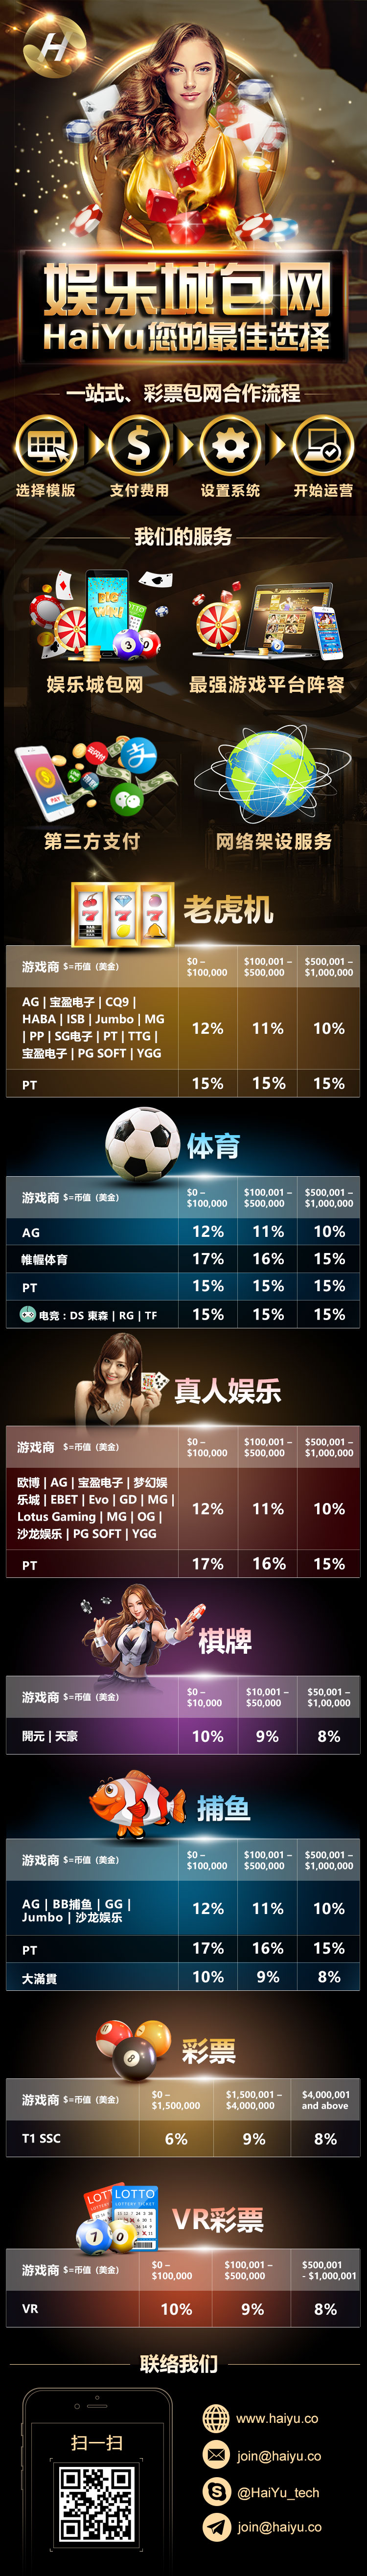 H
娱乐城包网
HaiYu 您的最佳选择
一站式、彩票包网合作流程
选择模版
支付费用
设置系统
开始运营
我们的服务
娱乐城包网
最强游戏平台阵容
第三方支付
网络架设服务
老虎机
游戏商 $=币值 (美金) $0 – $100,001 – $500,001 –
$100,000 $500,000 $1,000,000
AG | 宝盈电子 | CQ9 |
HABA | ISB | Jumbo | MG
| PP | SG电子 | PT | TTG |
宝盈电子 | PG SOFT | YGG
12% 11% 10%
PT 15% 15% 15%
体育
游戏商 $=币值 (美金) $0 – $100,001 – $500,001 –
$100,000 $500,000 $1,000,000
AG 12% 11% 10%
帷幄体育 17% 16% 15%
PT 15% 15% 15%
电竞：DS 東森 | RG | TF 15% 15% 15%
真人娱乐
游戏商 $=币值 (美金) $0 – $100,001 – $500,001 –
$100,000 $500,000 $1,000,000
欧博 | AG | 宝盈电子 | 梦幻娱
乐城 | EBET | Evo | GD | MG |
Lotus Gaming | MG | OG |
沙龙娱乐 | PG SOFT | YGG
12% 11% 10%
PT 17% 16% 15%
棋牌
游戏商 $=币值 (美金) $0 – $10,001 – $50,001 –
$10,000 $50,000 $1,00,000
開元 | 天豪 10% 9% 8%
捕鱼
游戏商 $=币值 (美金) $0 – $100,001 – $500,001 –
$100,000 $500,000 $1,000,000
AG | BB捕鱼 | GG |
Jumbo | 沙龙娱乐
12% 11% 10%
PT 17% 16% 15%
大滿貫 10% 9% 8%
彩票
游戏商 $=币值 (美金) $0 – $1,500,001 – $4,000,001
$1,500,000 $4,000,000 and above
T1 SSC 6% 9% 8%
LOTTO
VR彩票
游戏商 $=币值 (美金) $0 – $100,001 – $500,001
$100,000 $500,000 - $1,000,001
VR 10% 9% 8%
联络我们
扫一扫
www.haiyu.co
join@haiyu.co
@HaiYu_tech
join@haiyu.co